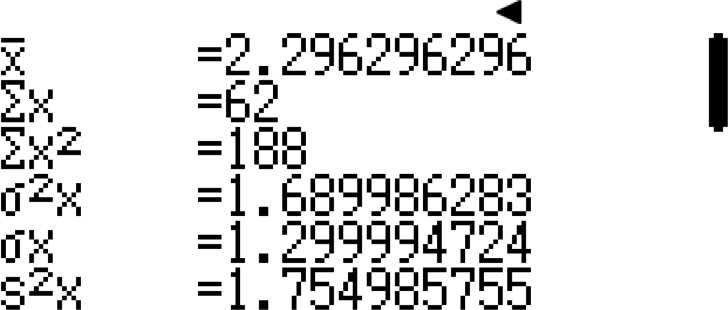 x̄ =2.296296296
Σx =62
Σx² =188
σ²x =1.689986283
σx =1.299994724
s²x =1.754985755